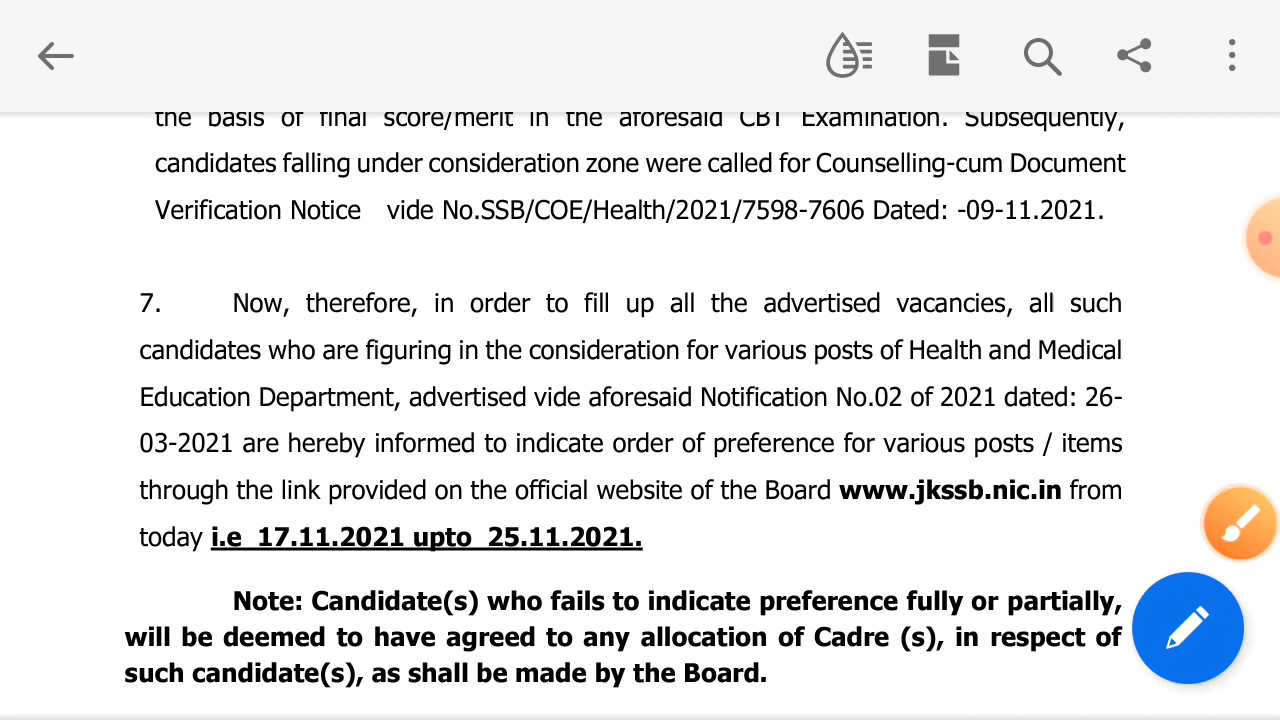 the basis of final score/merit in the aforesaid CBT Examination. Subsequently,
candidates falling under consideration zone were called for Counselling-cum Document
Verification Notice vide No.SSB/COE/Health/2021/7598-7606 Dated: -09-11.2021.
7. Now, therefore, in order to fill up all the advertised vacancies, all such
candidates who are figuring in the consideration for various posts of Health and Medical
Education Department, advertised vide aforesaid Notification No.02 of 2021 dated: 26-
03-2021 are hereby informed to indicate order of preference for various posts / items
through the link provided on the official website of the Board www.jkssb.nic.in from
today i.e 17.11.2021 upto 25.11.2021.
Note: Candidate(s) who fails to indicate preference fully or partially,
will be deemed to have agreed to any allocation of Cadre (s), in respect of
such candidate(s), as shall be made by the Board.